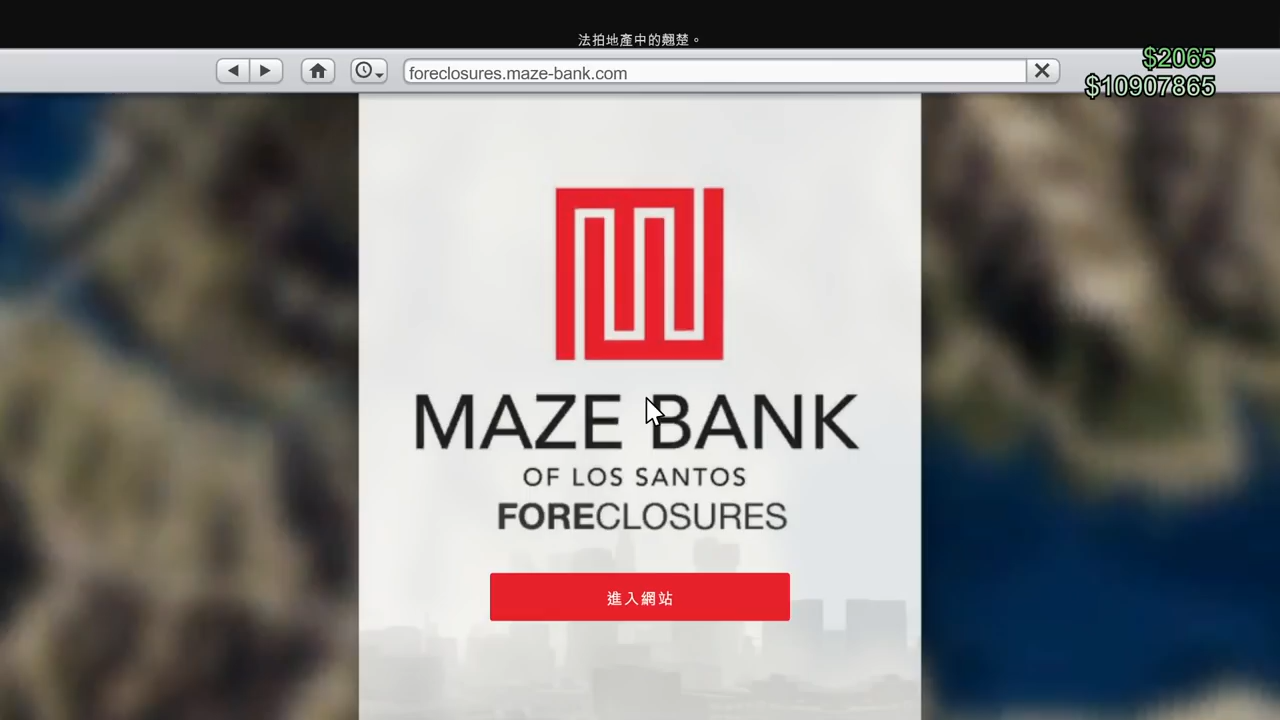 法拍地產中的翹楚。
foreclosures.maze-bank.com
$2065
$10907865
MAZE BANK
OF LOS SANTOS
FORECLOSURES
進入網站